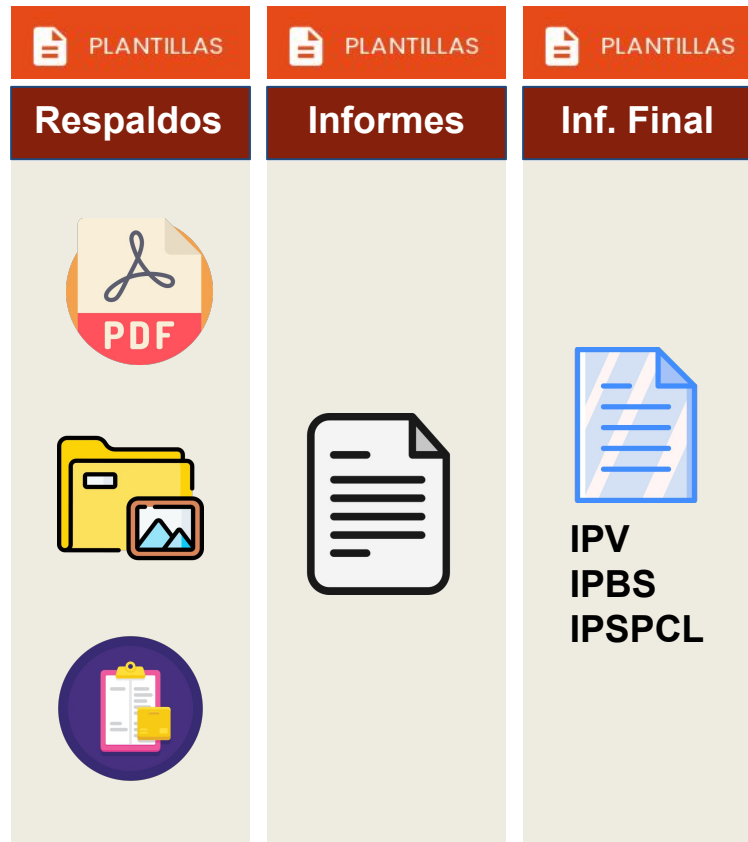 PLANTILLAS
Respaldos
PDF
PLANTILLAS
Informes
PLANTILLAS
Inf. Final
IPV
IPBS
IPSPCL